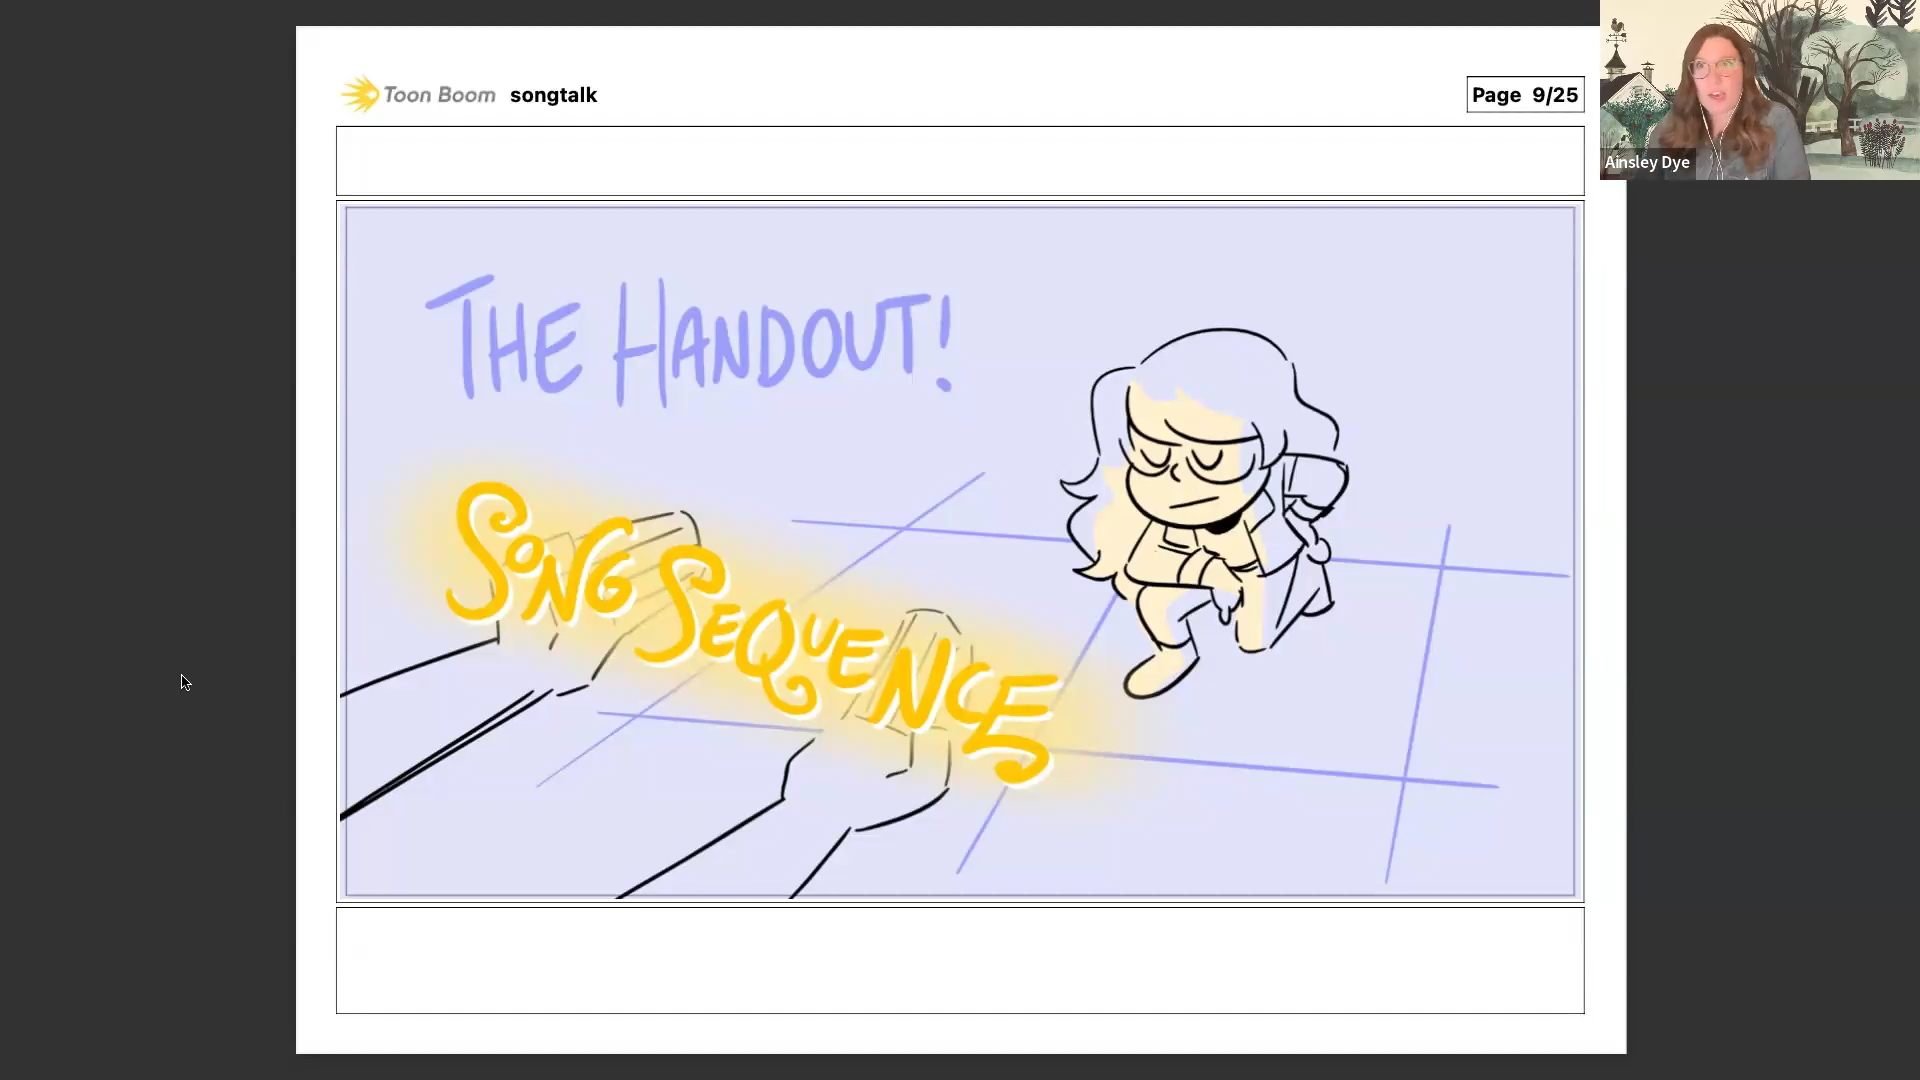 Toon Boom songtalk
Page 9/25
Ainsley Dye
THE HANDOUT!
SONG SEQUENCE